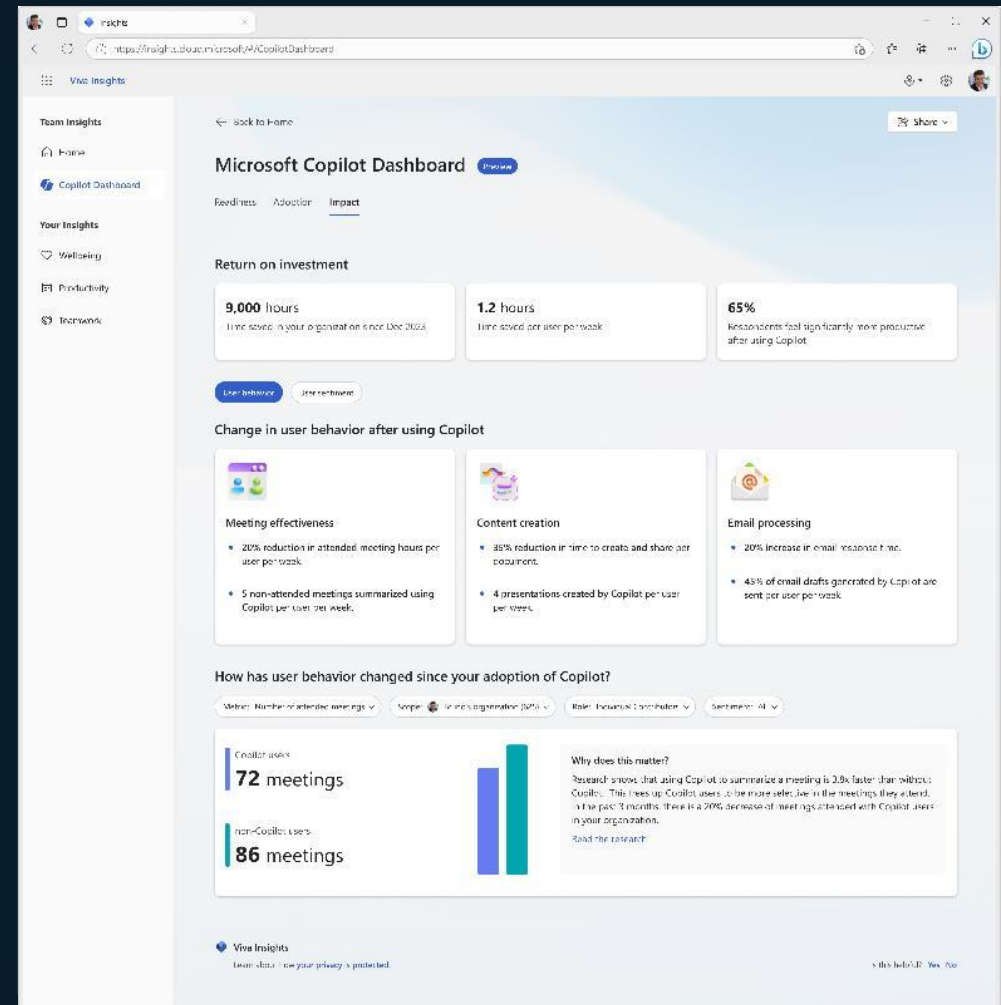 Insights
https://insights.cloud.microsoft/#/CopilotDashboard
Viva Insights
Team Insights
Home
Copilot Dashboard
Your Insights
Wellbeing
Productivity
Teamwork
Back to Home
Share
Microsoft Copilot Dashboard
Preview
Readiness Adoption Impact
Return on investment
9,000 hours
Time saved in your organization since Dec 2023
1.2 hours
Time saved per user per week
65%
Respondents feel significantly more productive
after using Copilot
User behavior
User sentiment
Change in user behavior after using Copilot
Meeting effectiveness
20% reduction in attended meeting hours per
user per week.
5 non-attended meetings summarized using
Copilot per user per week.
Content creation
reduction in time to create and share per
document.
4 presentations created by Copilot per user
per week.
Email processing
20% increase in email response time.
45% of email drafts generated by Copilot are
sent per user per week
How has user behavior changed since your adoption of Copilot?
Metric: Number of attended meetings
Scope: organization
Role: Individual Contributors
Sentiment: All
Copilot users
72 meetings
non-Copilot users
86 meetings
Why does this matter?
Research shows that using Copilot to summarize a meeting is 3.8x faster than without
Copilot. This frees up Copilot users to be more selective in the meetings they attend.
In the past 3 months, there is a 20% decrease of meetings attended with Copilot users
in your organization.
Read the research
Viva Insights
Learn about how your privacy is protected
Is this helpful? Yes No